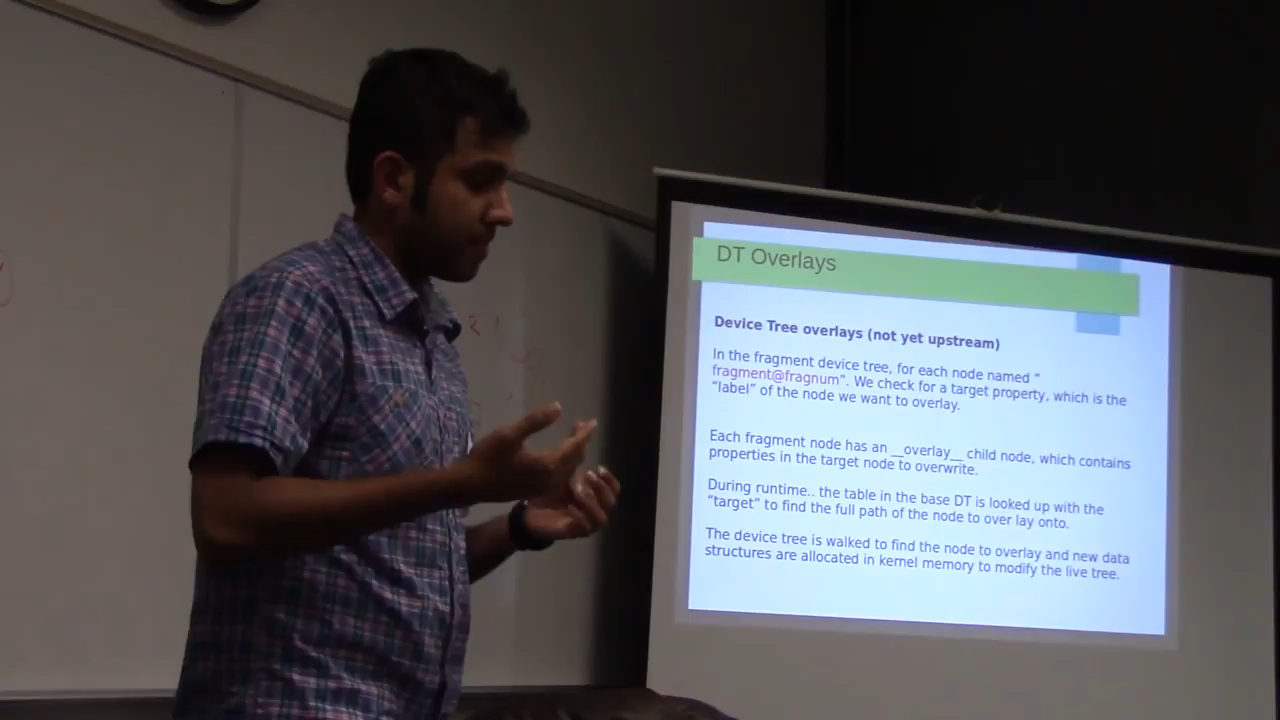 DT Overlays
Device Tree overlays (not yet upstream)
In the fragment device tree, for each node named “
fragment@fragnum”. We check for a target property, which is the
“label” of the node we want to overlay.
Each fragment node has an __overlay__ child node, which contains
properties in the target node to overwrite.
During runtime.. the table in the base DT is looked up with the
“target” to find the full path of the node to over lay onto.
The device tree is walked to find the node to overlay and new data
structures are allocated in kernel memory to modify the live tree.